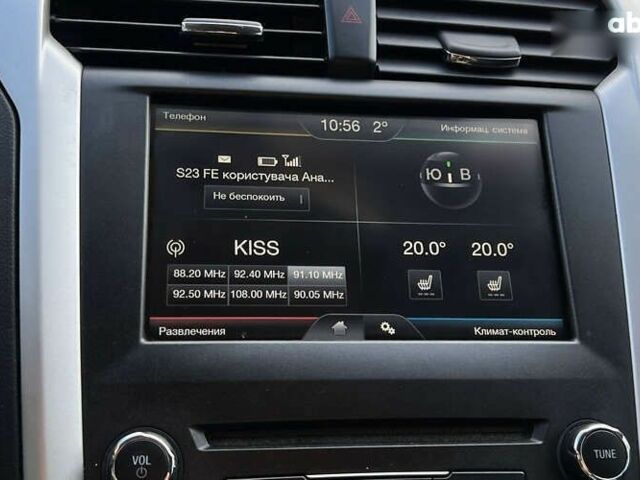 ab
Телефон
10:56 2°
Информац. система
S23 FE користувача Ана...
Не беспокоить
Ю В
KISS
88.20 MHz 92.40 MHz 91.10 MHz
92.50 MHz 108.00 MHz 90.05 MHz
20.0° 20.0°
Развлечения
Климат-контроль
VOL
TUNE